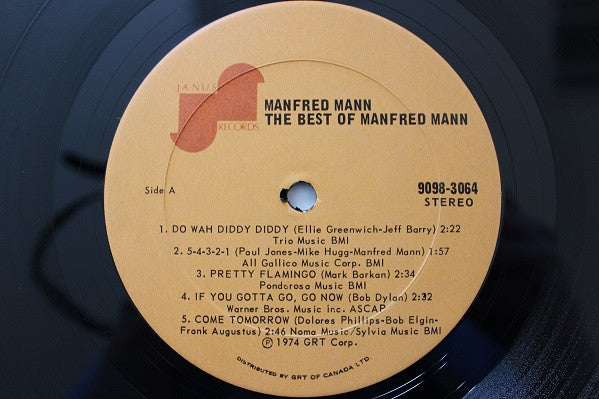 JANUS
RECORDS
MANFRED MANN
THE BEST OF MANFRED MANN
Side A
9098-3064
STEREO
1. DO WAH DIDDY DIDDY (Ellie Greenwich-Jeff Barry) 2:22
Trio Music BMI
2. 5-4-3-2-1 (Paul Jones-Mike Hugg-Manfred Mann) 1:57
All Gallico Music Corp. BMI
3. PRETTY FLAMINGO (Mark Barkan) 2:34
Ponderosa Music BMI
4. IF YOU GOTTA GO, GO NOW (Bob Dylan) 2:32
Warner Bros. Music inc. ASCAP
5. COME TOMORROW (Dolores Phillips-Bob Elgin-
Frank Augustus) 2:46 Noma Music/Sylvia Music BMI
Ⓟ 1974 GRT Corp.
DISTRIBUTED BY GRT OF CANADA LTD.